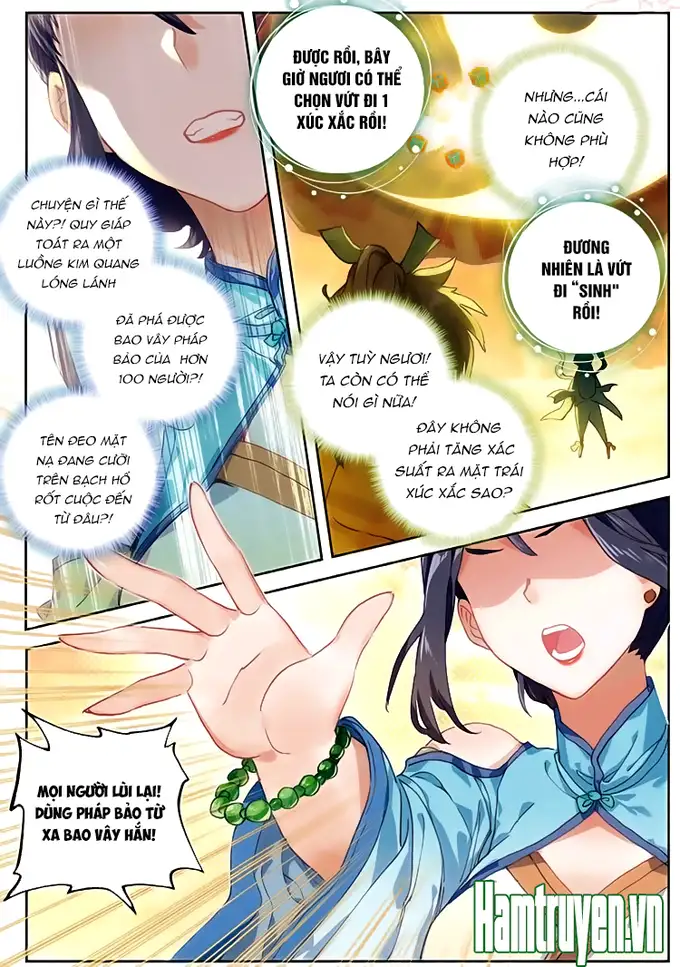 CHUYỆN GÌ THẾ
NÀY?! QUY GIÁP
TOÁT RA MỘT
LUỒNG KIM QUANG
LÓNG LÁNH
ĐÃ PHÁ ĐƯỢC
BAO VÂY PHÁP
BẢO CỦA HƠN
100 NGƯỜI?!
TÊN ĐEO MẶT
NẠ ĐANG CƯỜI
TRÊN BẠCH HỔ
RỐT CUỘC ĐẾN
TỪ ĐÂU?!
ĐƯỢC RỒI, BÂY
GIỜ NGƯƠI CÓ THỂ
CHỌN VỨT ĐI 1
XÚC XẮC RỒI!
NHƯNG...CÁI
NÀO CŨNG
KHÔNG PHÙ
HỢP!
ĐƯƠNG
NHIÊN LÀ VỨT
ĐI “SINH"
RỒI!
VẬY TUỲ NGƯƠI!
TA CÒN CÓ THỂ
NÓI GÌ NỮA!
ĐÂY KHÔNG
PHẢI TĂNG XÁC
SUẤT RA MẶT TRÁI
XÚC XẮC SAO?
MỌI NGƯỜI LÙI LẠI!
DÙNG PHÁP BẢO TỪ
XA BAO VÂY HẮN!
Hamtruyen.vn